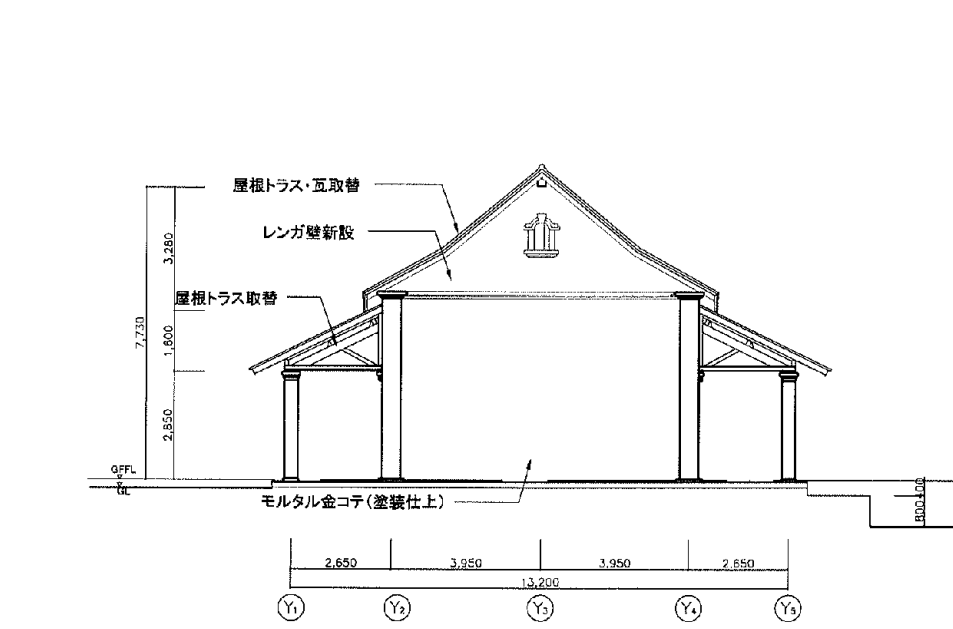 屋根トラス・瓦取替
レンガ壁新設
屋根トラス取替
3,280
7,730
1,600
2,850
GFFL
GL
モルタル金コテ（塗装仕上）
400
800
2,650 3,950 3,950 2,650
13,200
Y1 Y2 Y3 Y4 Y5